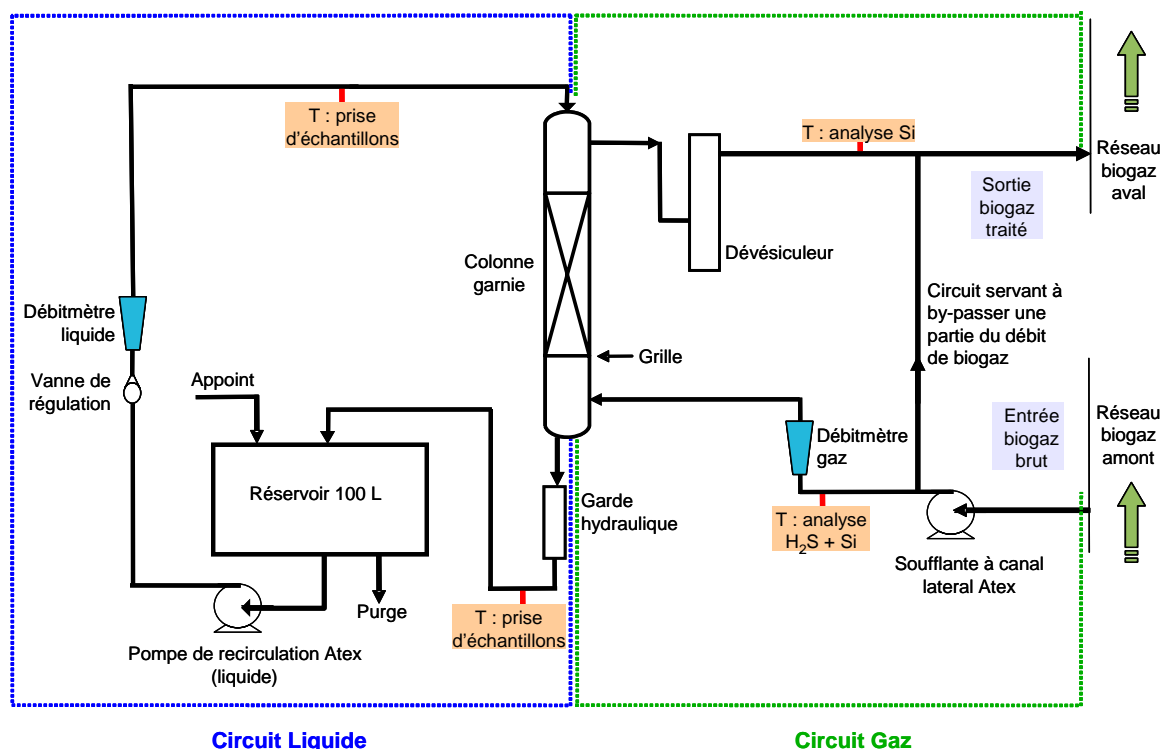 T : prise
d'échantillons
T : analyse Si
Réseau
biogaz
aval
Sortie
biogaz
traité
Dévésiculeur
Colonne
garnie
Circuit servant à
by-passer une
partie du débit
de biogaz
Débitmètre
liquide
Grille
Vanne de
régulation
Appoint
Entrée
biogaz
brut
Réseau
biogaz
amont
Débitmètre
gaz
Réservoir 100 L
Garde
hydraulique
T : analyse
H₂S + Si
Soufflante à canal
lateral Atex
Purge
T : prise
d'échantillons
Pompe de recirculation Atex
(liquide)
Circuit Liquide
Circuit Gaz